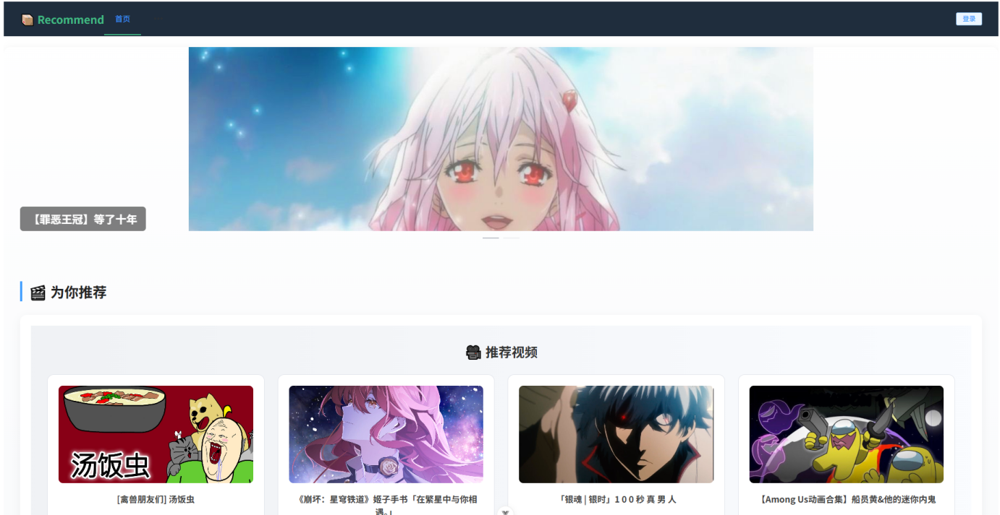 Recommend
首页
登录
【罪恶王冠】等了十年
为你推荐
推荐视频
汤饭虫
[禽兽朋友们] 汤饭虫
《崩坏：星穹铁道》姬子手书「在繁星中与你相
遇。」
「银魂 | 银时」1 0 0 秒 真 男 人
【Among Us动画合集】船员黄&他的迷你内鬼